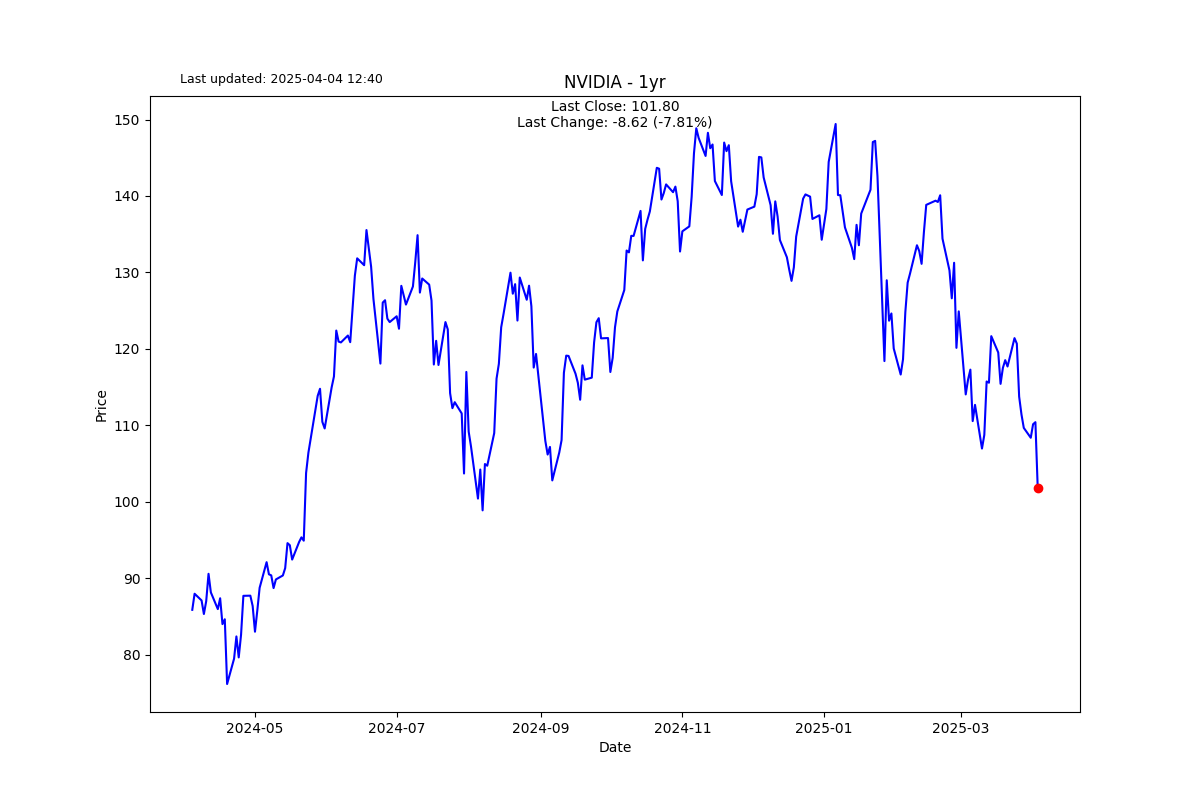 Last updated: 2025-04-04 12:40
NVIDIA - 1yr
Last Close: 101.80
Last Change: -8.62 (-7.81%)
150
140
130
120
110
100
90
80
Price
2024-05 2024-07 2024-09 2024-11 2025-01 2025-03
Date